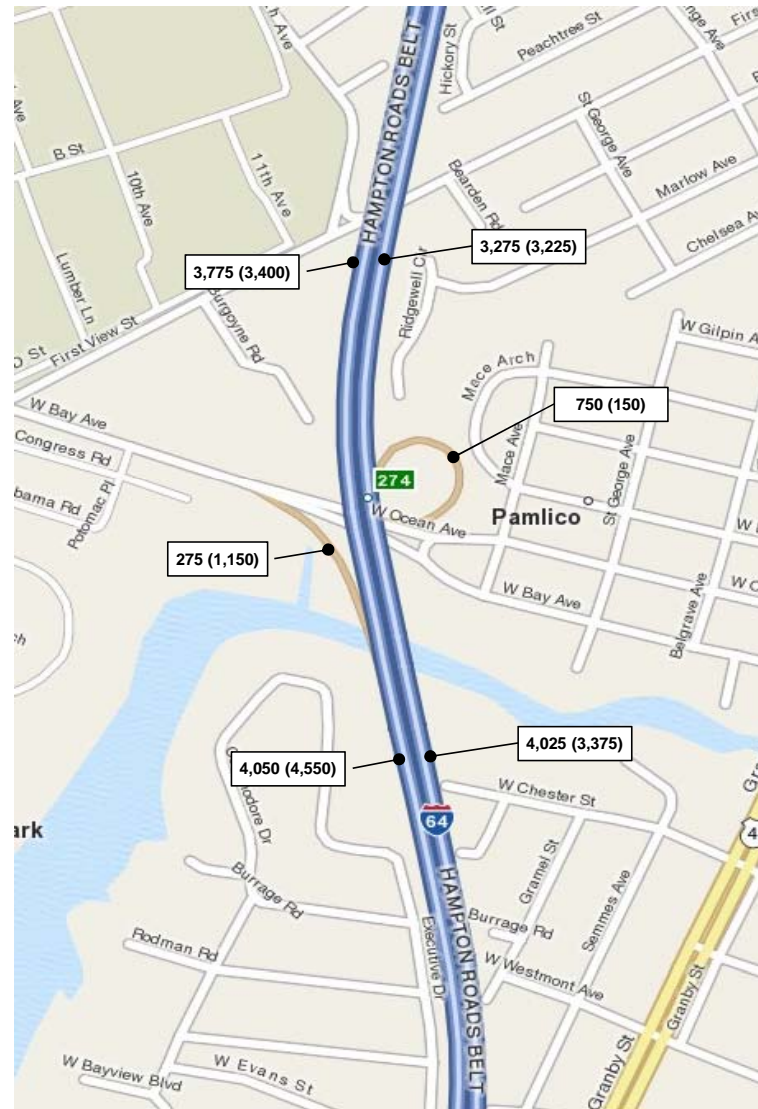 Hickory St
Peachtree St
HAMPTON ROADS BELT
St George Ave
B St
10th Ave
11th Ave
Bearden Rd
Marlow Ave
Chelsea Av
Lumber Ln
3,775 (3,400)
3,275 (3,225)
Ridgewell Cir
Burgoyne Rd
First View St
D St
W Gilpin A
Mace Arch
W Bay Ave
750 (150)
Congress Rd
Mace Ave
St George Ave
274
bama Rd
Potomac Pl
W Ocean Ave
Pamlico
275 (1,150)
W Bay Ave
Belgrave Ave
4,025 (3,375)
4,050 (4,550)
W Chester St
64
ark
Gramel St
Semmes Ave
Burrage Rd
HAMPTON ROADS BELT
Executive Dr
Burrage Rd
Rodman Rd
W Westmont Ave
Granby St
Granby St
W Bayview Blvd
W Evans St